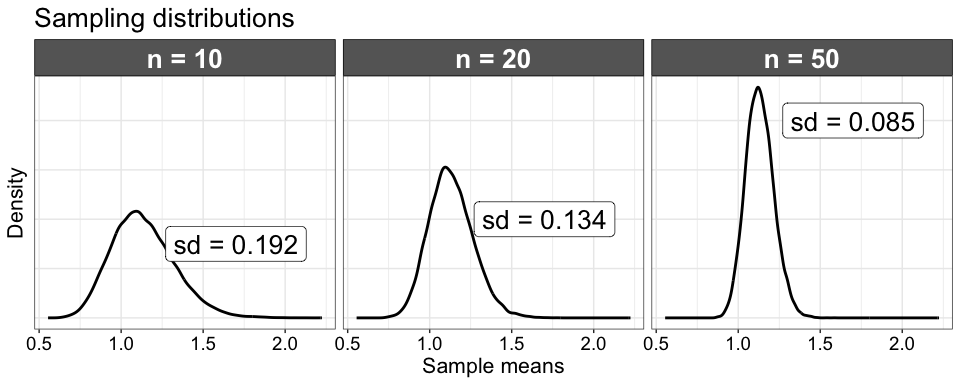 Sampling distributions
n = 10
n = 20
n = 50
Density
sd = 0.192
sd = 0.134
sd = 0.085
0.5 1.0 1.5 2.0
0.5 1.0 1.5 2.0
0.5 1.0 1.5 2.0
Sample means